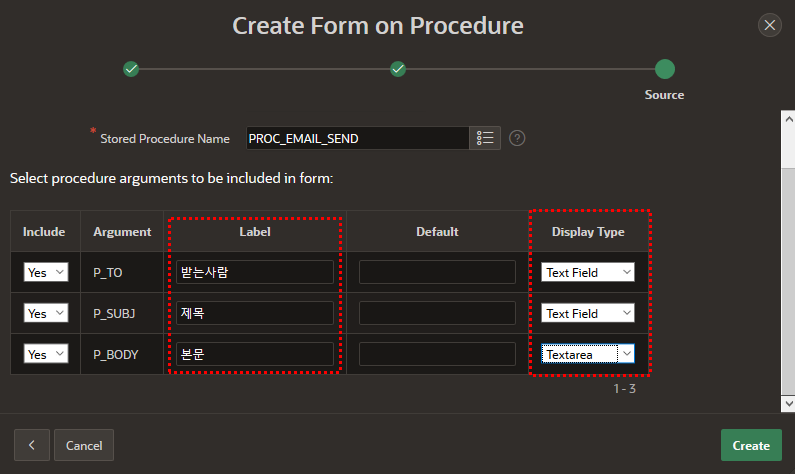 Create Form on Procedure
Source
* Stored Procedure Name PROC_EMAIL_SEND ?
Select procedure arguments to be included in form:
Include Argument Label Default Display Type
Yes P_TO 받는사람 Text Field
Yes P_SUBJ 제목 Text Field
Yes P_BODY 본문 Textarea
1 - 3
Cancel Create